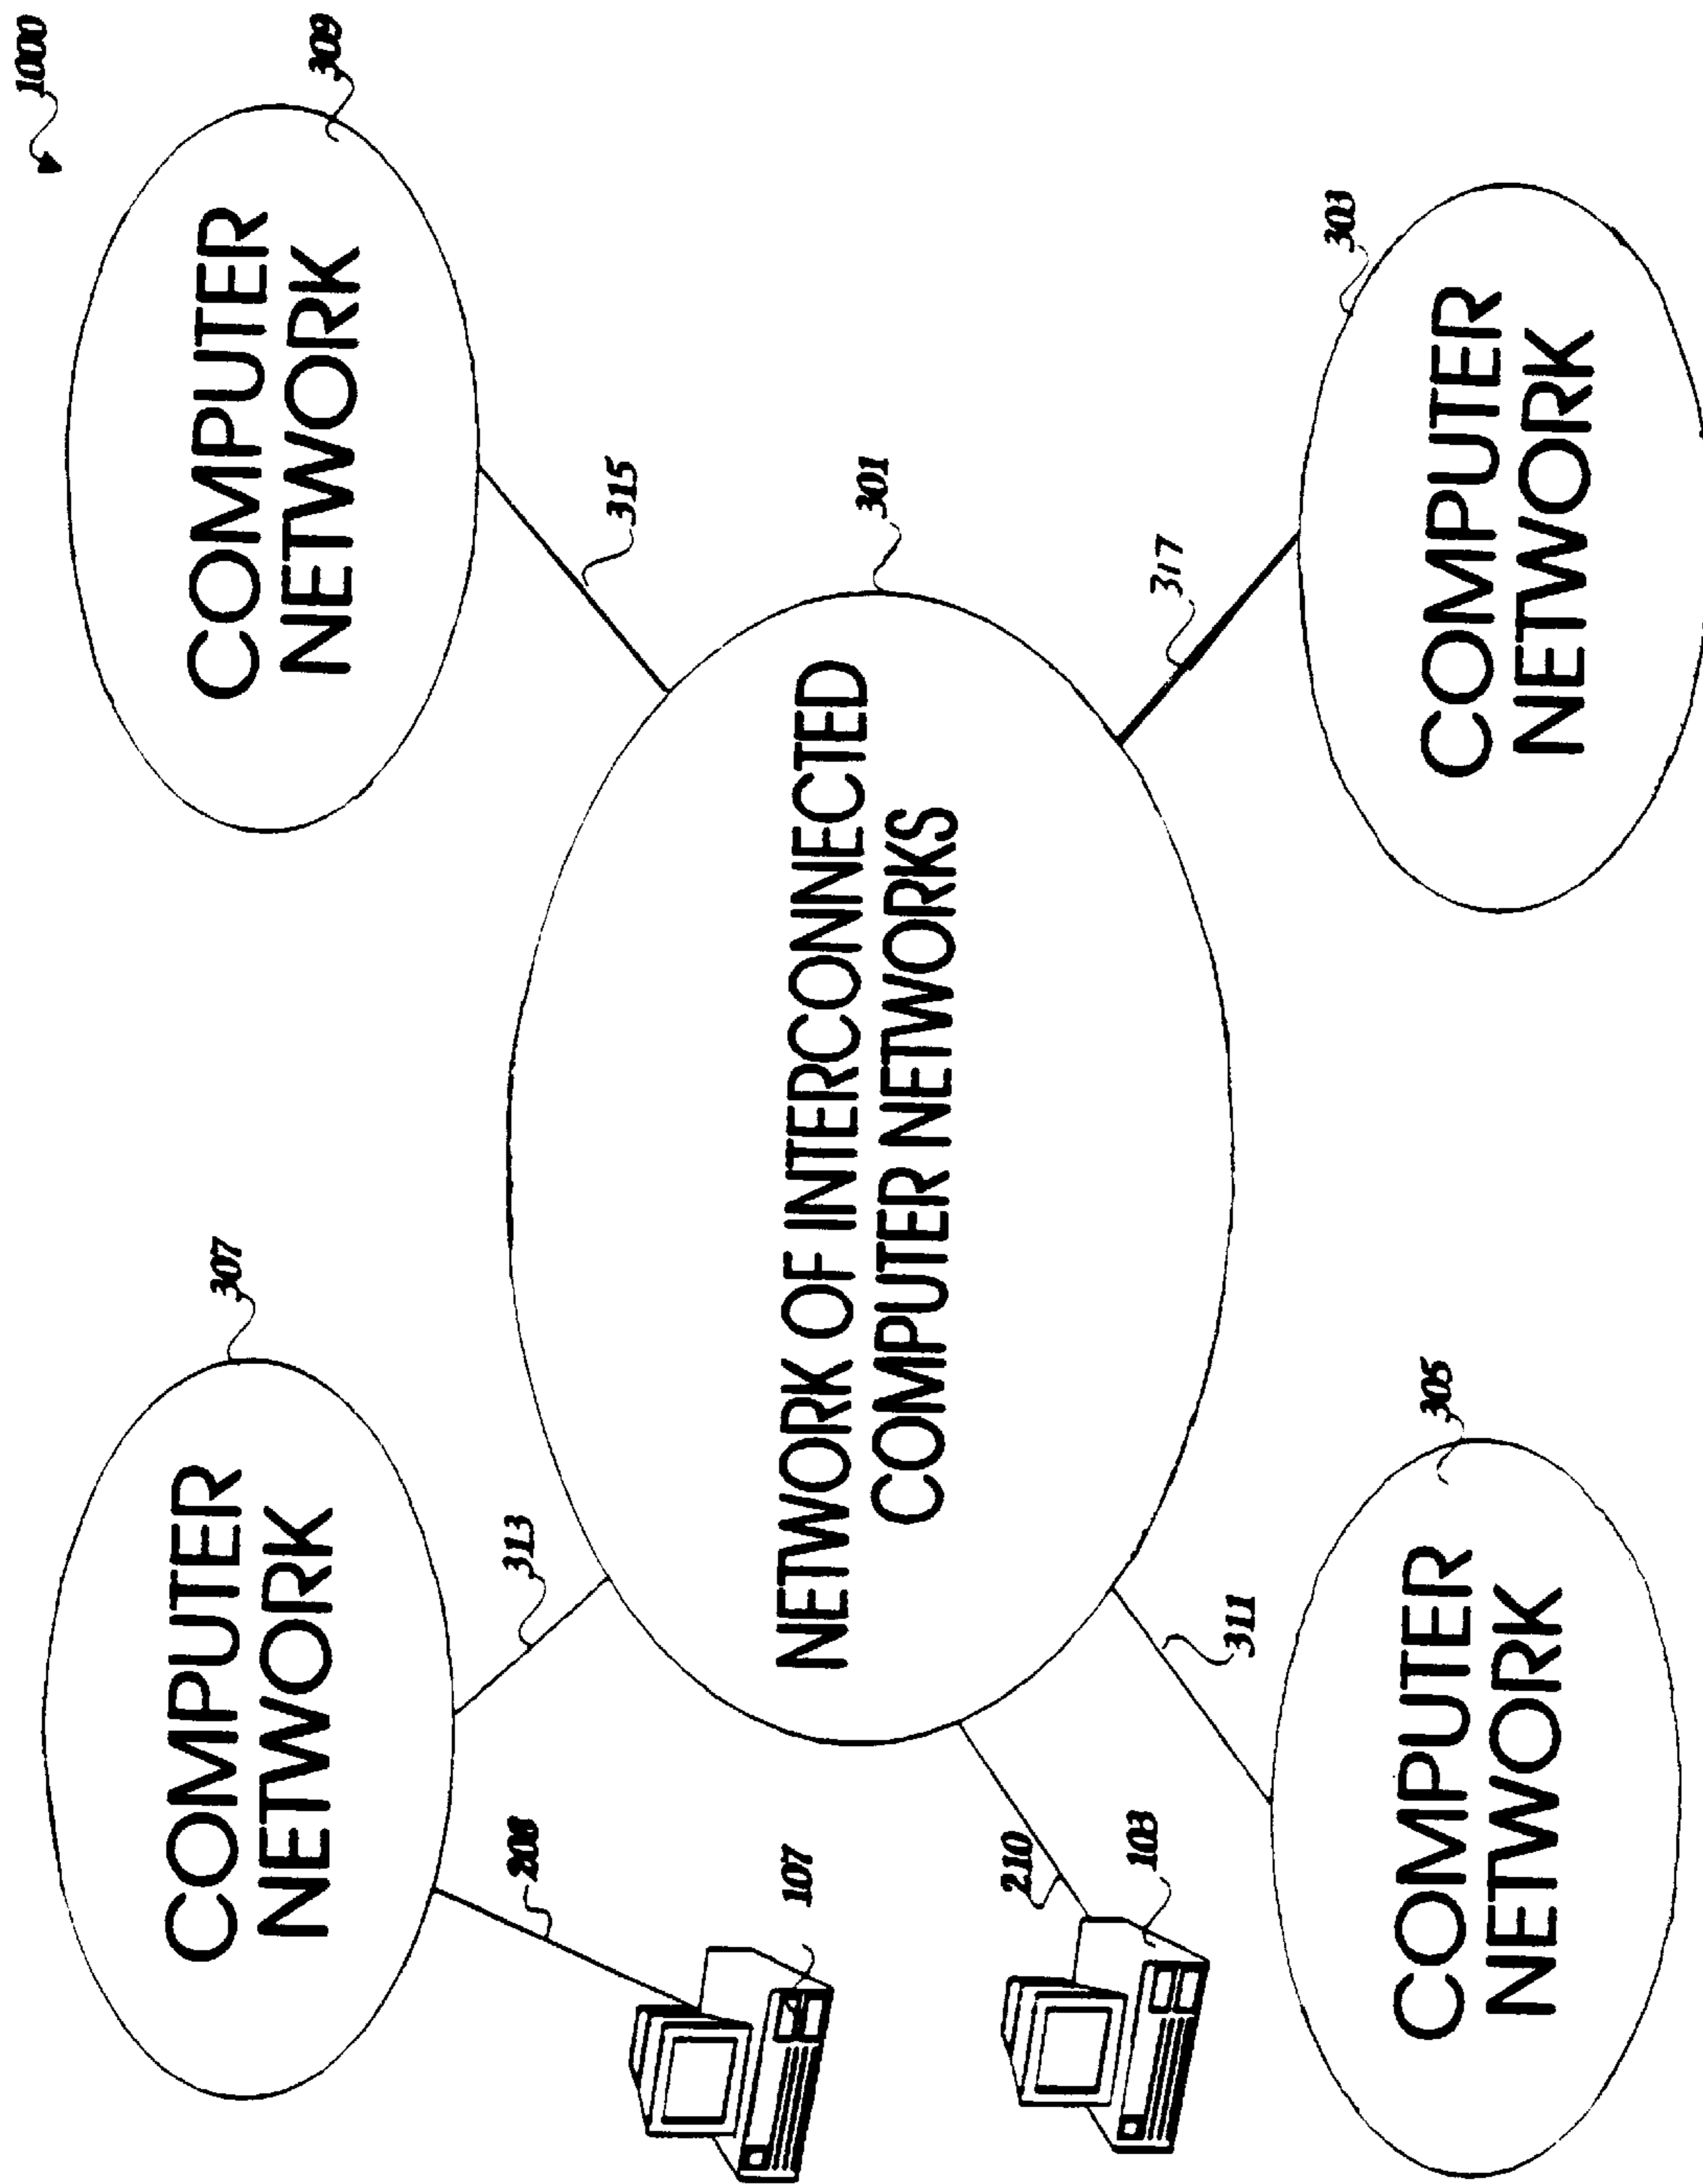 1000
307
309
COMPUTER
NETWORK
COMPUTER
NETWORK
313
315
107
301
NETWORK OF INTERCONNECTED
COMPUTER NETWORKS
210
103
317
311
303
305
COMPUTER
NETWORK
COMPUTER
NETWORK